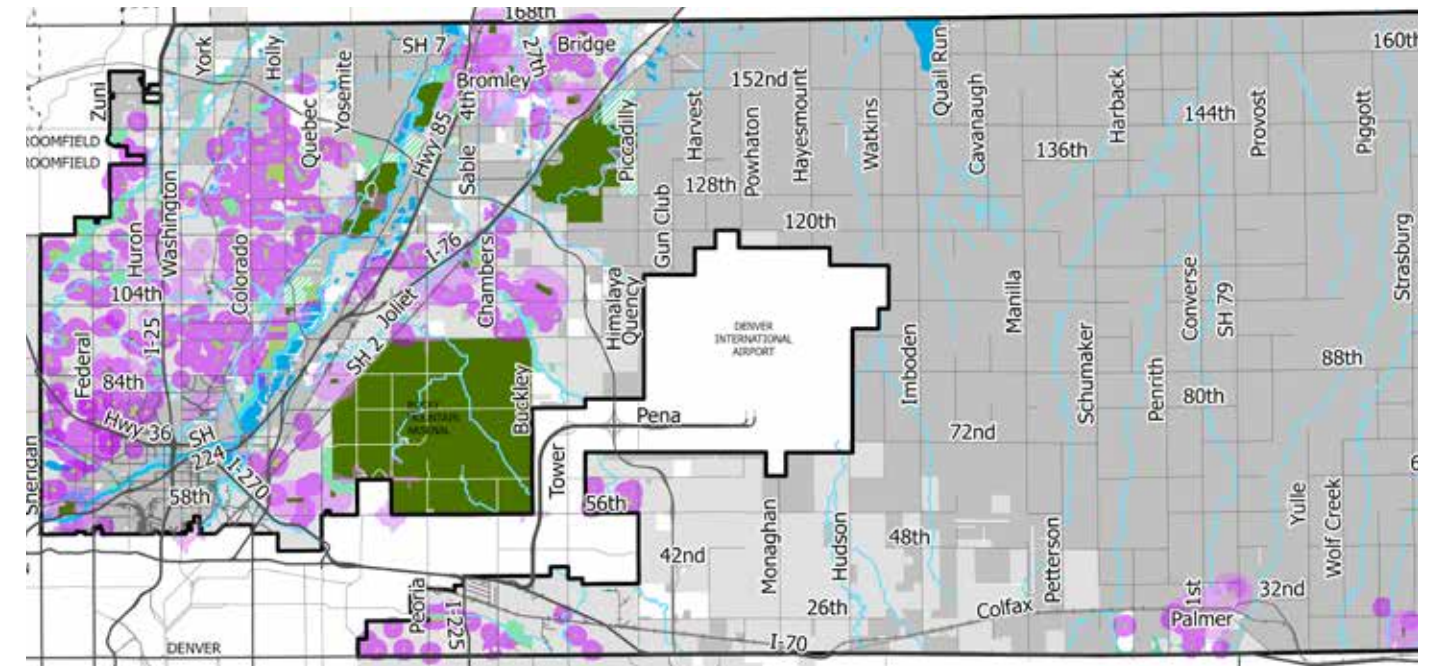 168th
York
Holly
SH 7
27th
Bridge
160th
Zuni
Quebec
Yosemite
Bromley
4th
152nd
Quail Run
Hwy 85
Sable
Piccadilly
Harvest
Powhaton
Hayesmount
Watkins
Cavanaugh
Harback
144th
Provost
Piggott
ROOMFIELD
ROOMFIELD
136th
128th
120th
Washington
Huron
Colorado
Gun Club
Strasburg
I-76
Chambers
104th
I-25
Himalaya
Quency
Manilla
Converse
SH 79
Joliet
SH 2
DENVER
INTERNATIONAL
AIRPORT
Federal
84th
Imboden
Schumaker
Penrith
88th
80th
ROCKY
MOUNTAIN
ARSENAL
Buckley
Pena
Hwy 36
SH
224
I-270
72nd
Sheridan
58th
Tower
56th
Monaghan
Hudson
48th
Petterson
Yulle
Wolf Creek
6
42nd
26th
Colfax
1st
32nd
Palmer
Peoria
I-225
I-70
DENVER